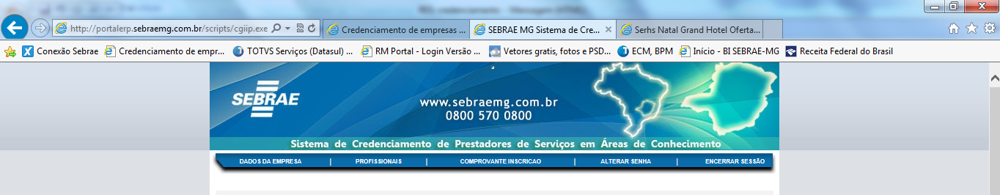 http://portalerp.sebraemg.com.br/scripts/cgiip.exe
Credenciamento de empresas ...
SEBRAE MG Sistema de Cre...
Serhs Natal Grand Hotel Oferta...
Conexão Sebrae
Credenciamento de empr...
TOTVS Serviços (Datasul) ...
RM Portal - Login Versão ...
Vetores gratis, fotos e PSD...
ECM, BPM
Início - BI SEBRAE-MG
Receita Federal do Brasil
SEBRAE
www.sebraemg.com.br
0800 570 0800
Sistema de Credenciamento de Prestadores de Serviços em Áreas de Conhecimento
DADOS DA EMPRESA | PROFISSIONAIS | COMPROVANTE INSCRICAO | ALTERAR SENHA | ENCERRAR SESSÃO